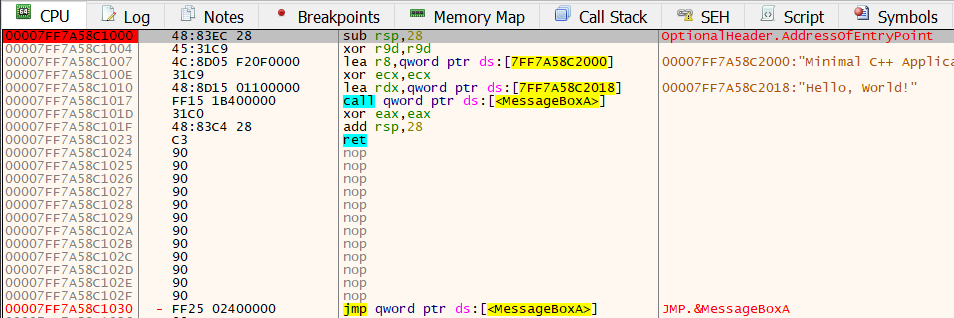 CPU Log Notes Breakpoints Memory Map Call Stack SEH Script Symbols
00007FF7A58C1000 48:83EC 28 sub rsp,28 OptionalHeader.AddressOfEntryPoint
00007FF7A58C1004 45:31C9 xor r9d,r9d
00007FF7A58C1007 4C:8D05 F20F0000 lea r8,qword ptr ds:[7FF7A58C2000] 00007FF7A58C2000:"Minimal C++ Applica
00007FF7A58C100E 31C9 xor ecx,ecx
00007FF7A58C1010 48:8D15 01100000 lea rdx,qword ptr ds:[7FF7A58C2018] 00007FF7A58C2018:"Hello, World!"
00007FF7A58C1017 FF15 1B400000 call qword ptr ds:[<MessageBoxA>]
00007FF7A58C101D 31C0 xor eax,eax
00007FF7A58C101F 48:83C4 28 add rsp,28
00007FF7A58C1023 C3 ret
00007FF7A58C1024 90 nop
00007FF7A58C1025 90 nop
00007FF7A58C1026 90 nop
00007FF7A58C1027 90 nop
00007FF7A58C1028 90 nop
00007FF7A58C1029 90 nop
00007FF7A58C102A 90 nop
00007FF7A58C102B 90 nop
00007FF7A58C102C 90 nop
00007FF7A58C102D 90 nop
00007FF7A58C102E 90 nop
00007FF7A58C102F 90 nop
00007FF7A58C1030 - FF25 02400000 jmp qword ptr ds:[<MessageBoxA>] JMP.&MessageBoxA